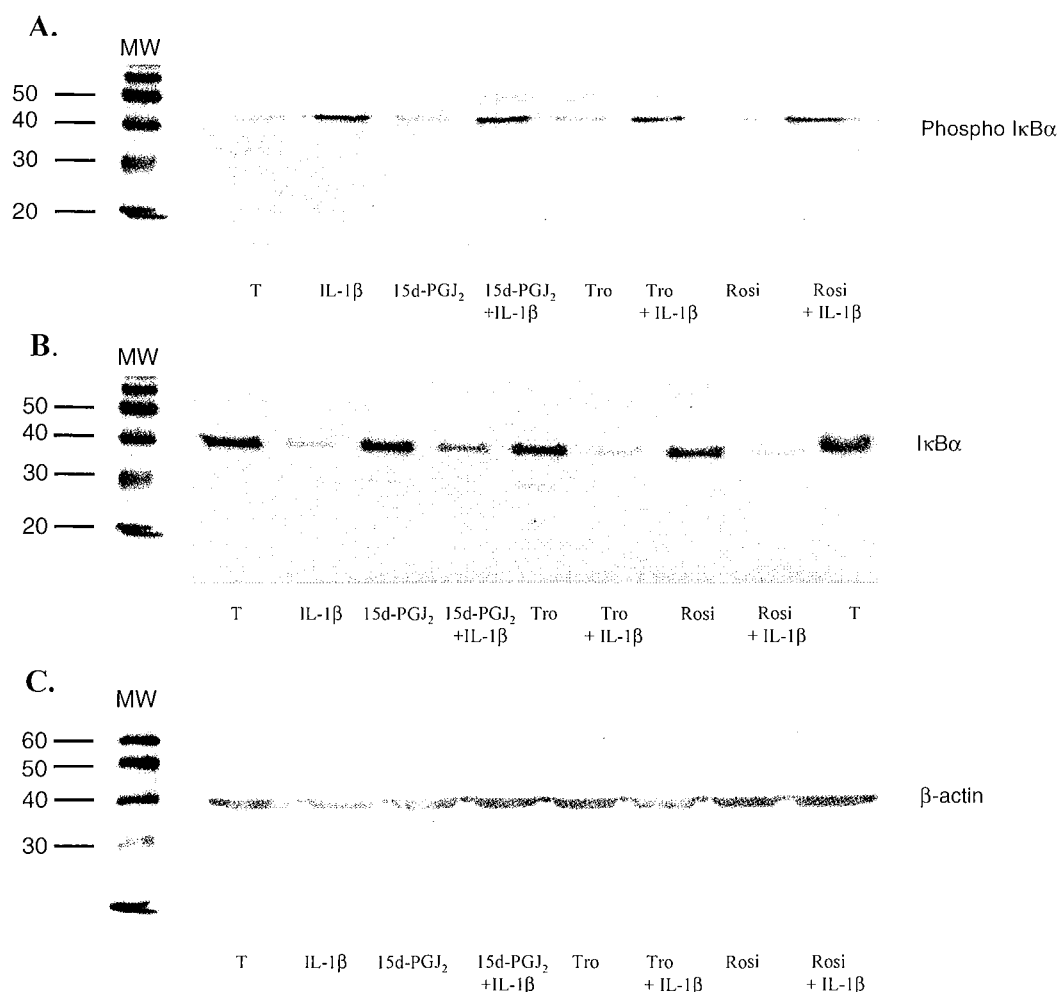 A.
MW
50
40
30
20
Phospho IκBα
T IL-1β 15d-PGJ₂ 15d-PGJ₂ Tro Tro Rosi Rosi
+IL-1β + IL-1β + IL-1β
B.
MW
50
40
30
20
IκBα
T IL-1β 15d-PGJ₂ 15d-PGJ₂ Tro Tro Rosi Rosi T
+IL-1β + IL-1β + IL-1β
C.
MW
60
50
40
30
β-actin
T IL-1β 15d-PGJ₂ 15d-PGJ₂ Tro Tro Rosi Rosi
+IL-1β + IL-1β + IL-1β